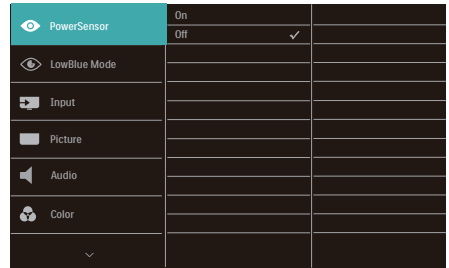 PowerSensor
On
Off
LowBlue Mode
Input
Picture
Audio
Color